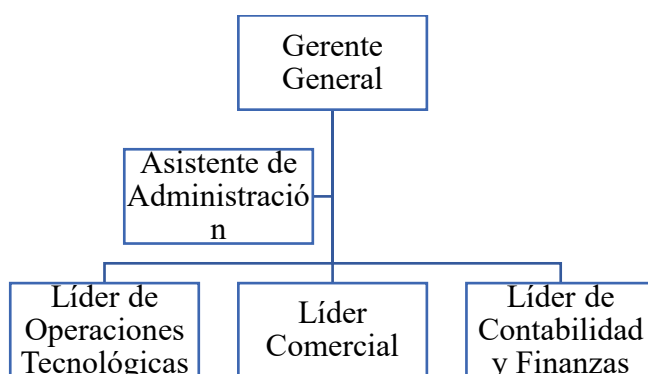 Gerente
General
Asistente de
Administració
n
Líder de
Operaciones
Tecnológicas
Líder
Comercial
Líder de
Contabilidad
y Finanzas